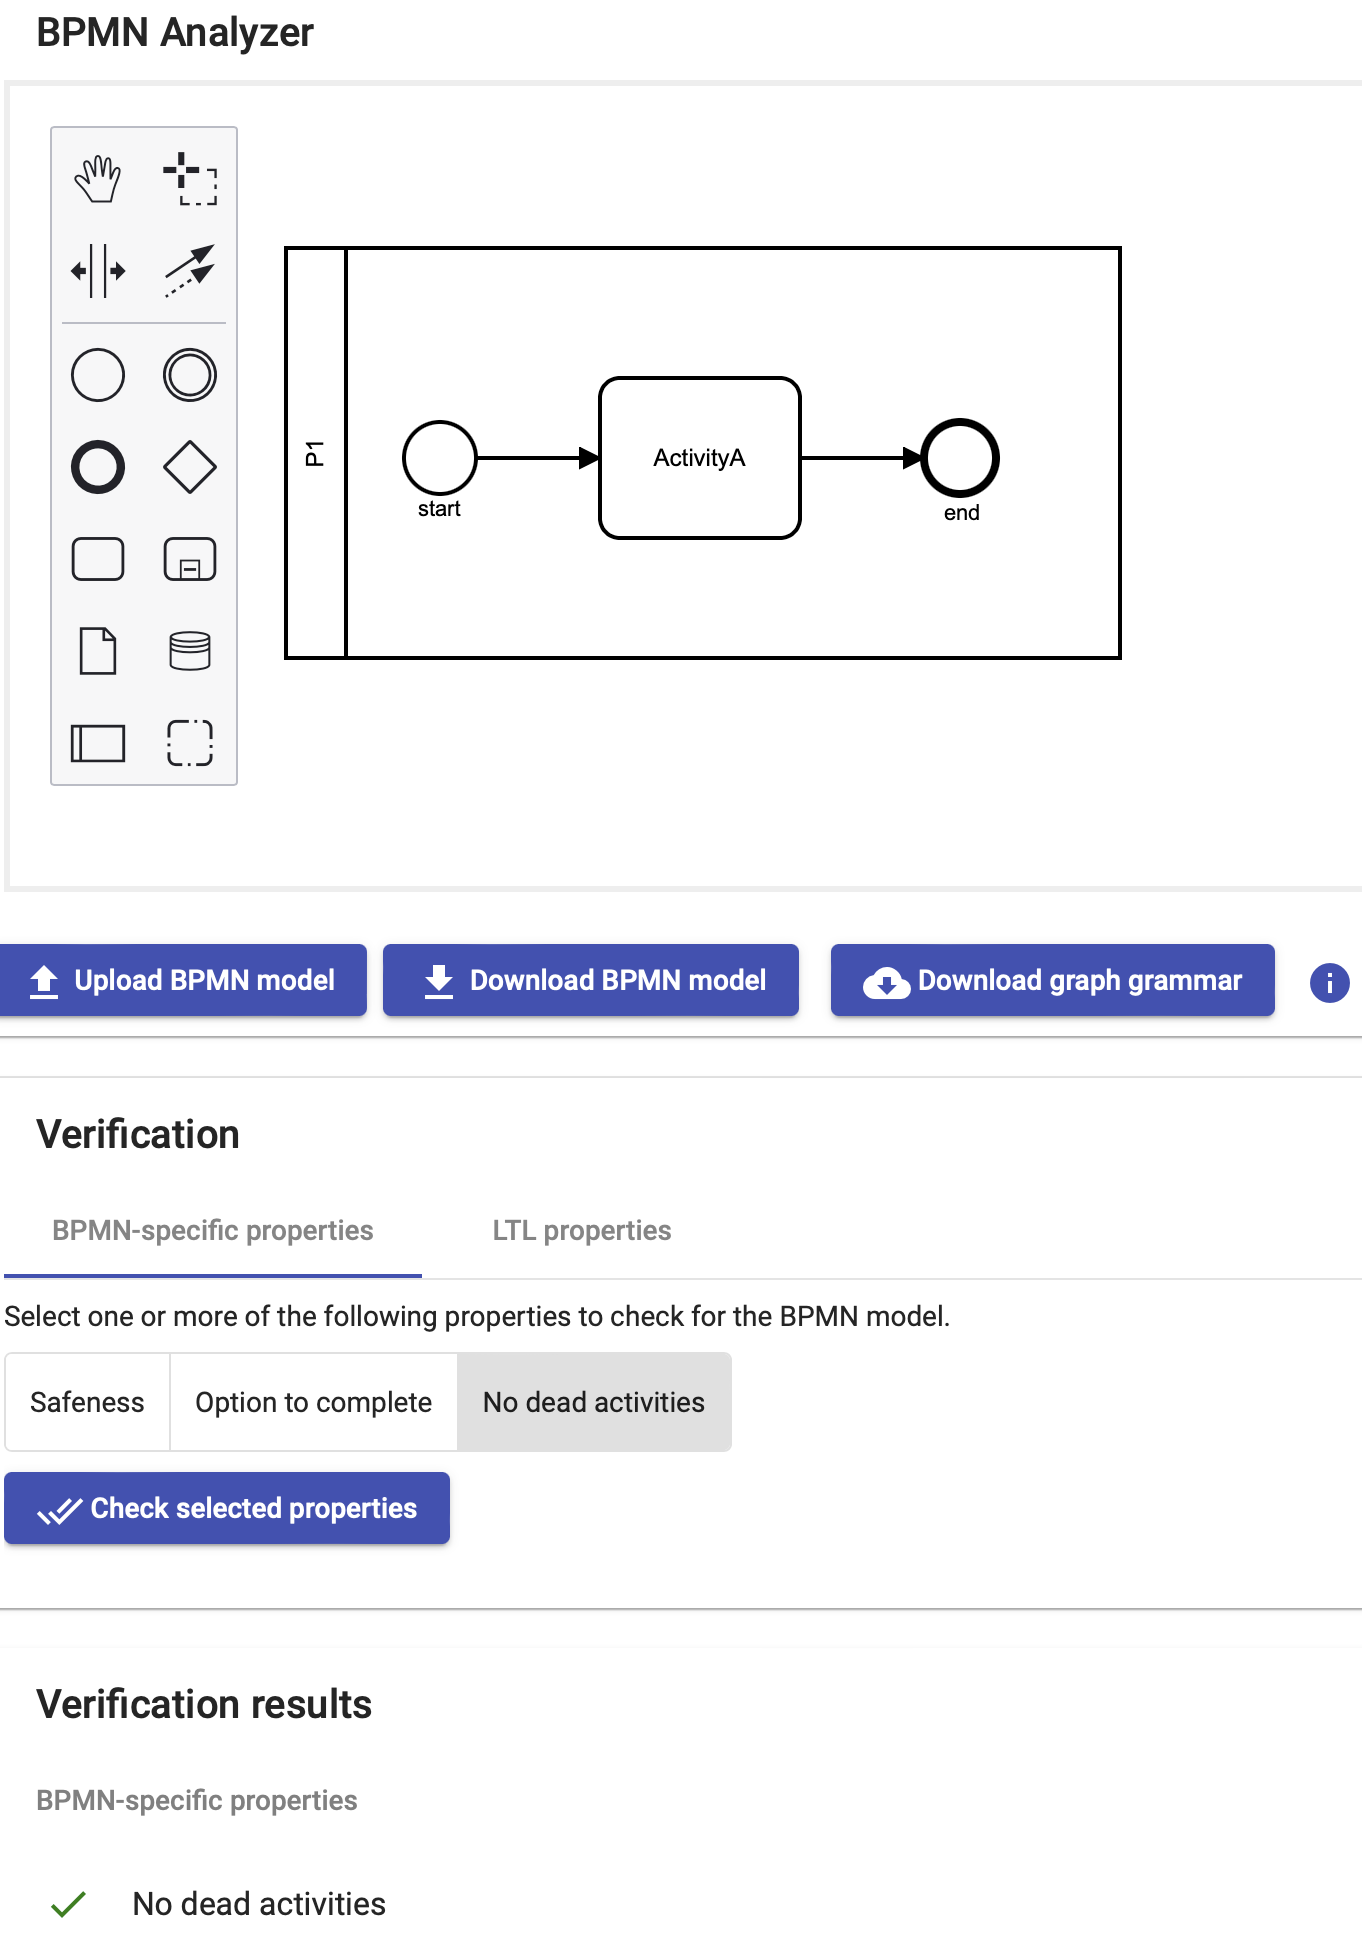 BPMN Analyzer
P1
start
ActivityA
end
Upload BPMN model
Download BPMN model
Download graph grammar
i
Verification
BPMN-specific properties
LTL properties
Select one or more of the following properties to check for the BPMN model.
Safeness
Option to complete
No dead activities
Check selected properties
Verification results
BPMN-specific properties
No dead activities